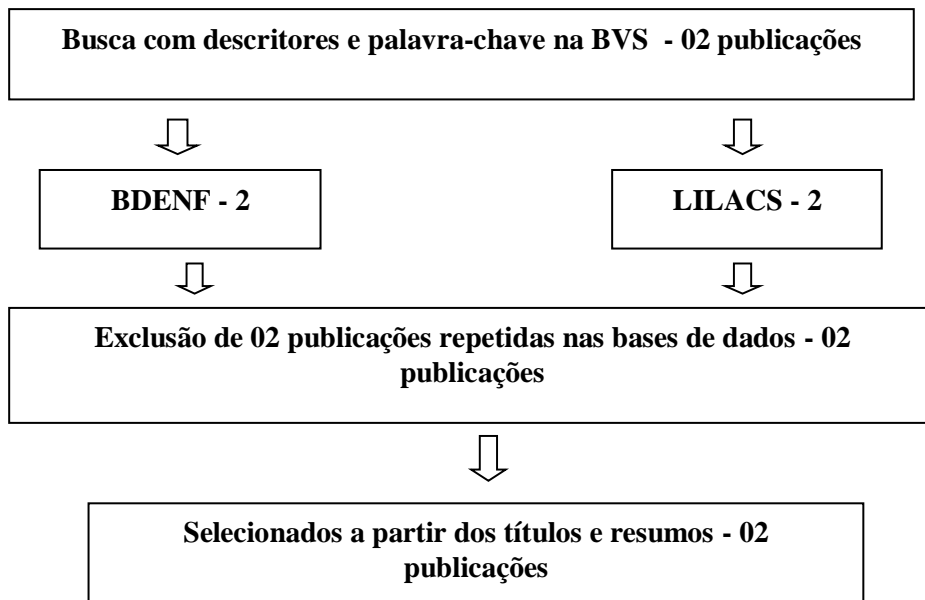 Busca com descritores e palavra-chave na BVS - 02 publicações
BDENF - 2
LILACS - 2
Exclusão de 02 publicações repetidas nas bases de dados - 02
publicações
Selecionados a partir dos títulos e resumos - 02
publicações